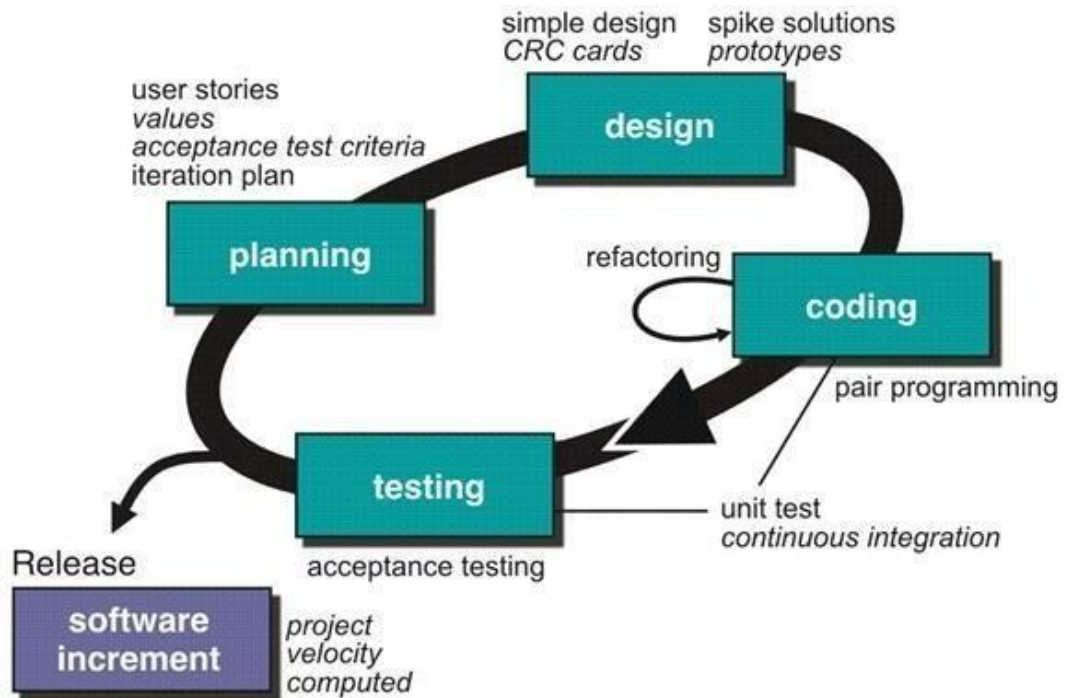 simple design
CRC cards
spike solutions
prototypes
user stories
values
acceptance test criteria
iteration plan
design
planning
refactoring
coding
pair programming
testing
unit test
continuous integration
acceptance testing
Release
software
increment
project
velocity
computed